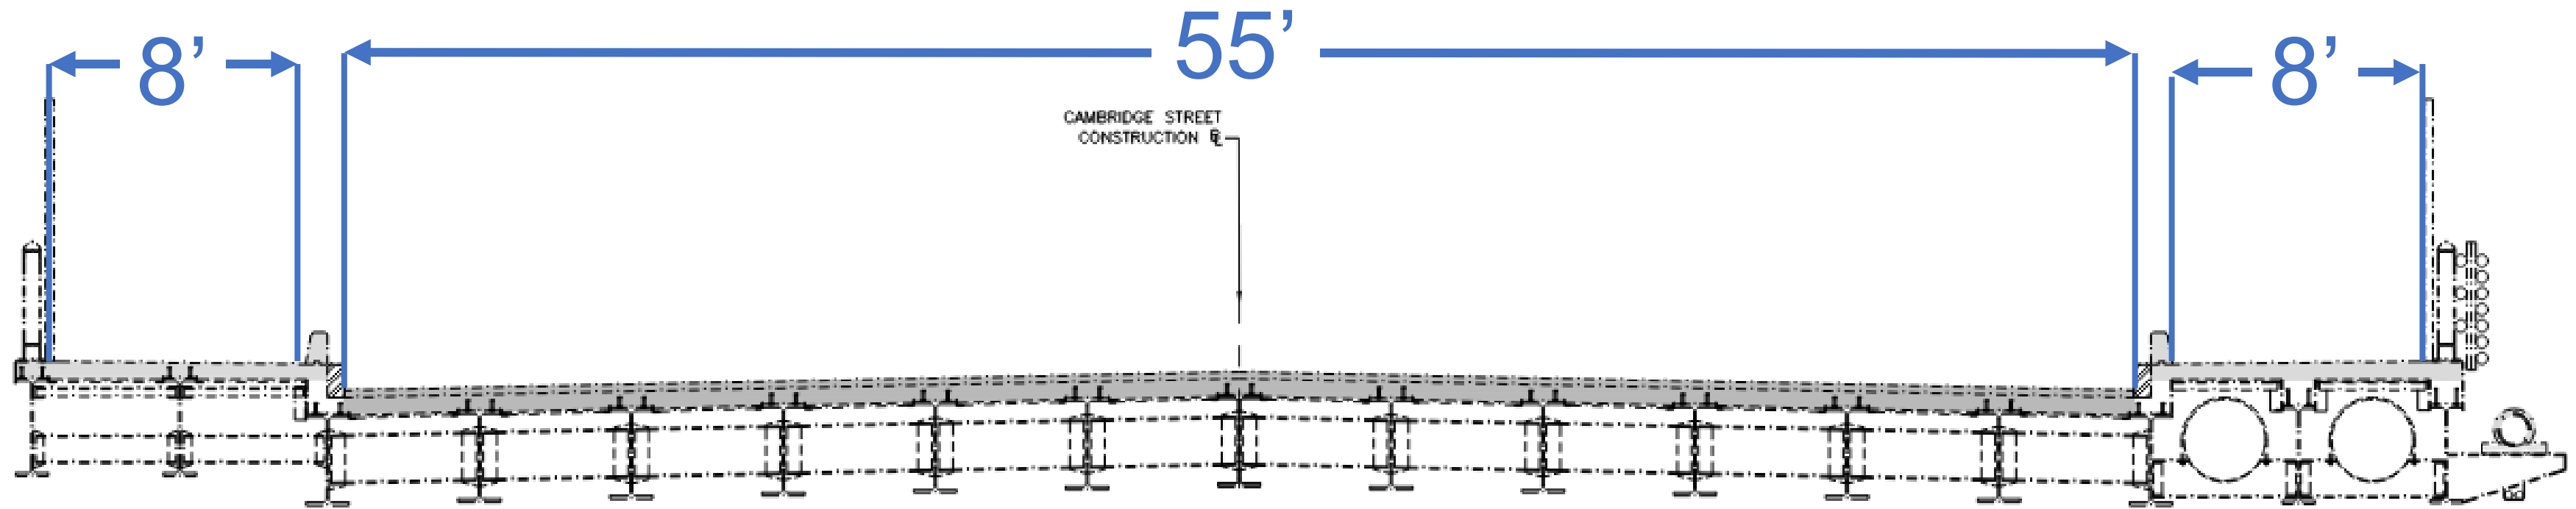 8’
55’
8’
CAMBRIDGE STREET
CONSTRUCTION ℄